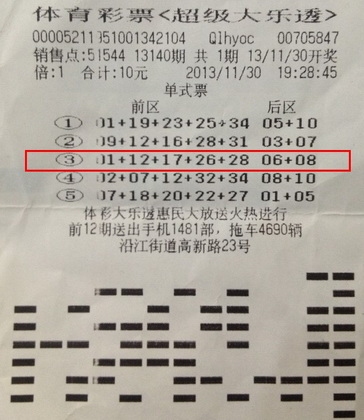 体育彩票<超级大乐透>
110-051001342104 Qlhyoc 00705847
销售点:51544 13140期 共 1期 13/11/30开奖
倍:1 合计:10元 2013/11/30 19:28:45
单式票
前区 后区
① 01+19+23+25+34 05+10
② 09+12+16+28+31 03+07
③ 01+12+17+26+28 06+08
④ 02+07+12+32+34 08+10
⑤ 07+18+20+22+27 01+05
体彩大乐透惠民大放送火热进行
前12期送出手机1481部,拖车4690辆
沿江街道高新路23号